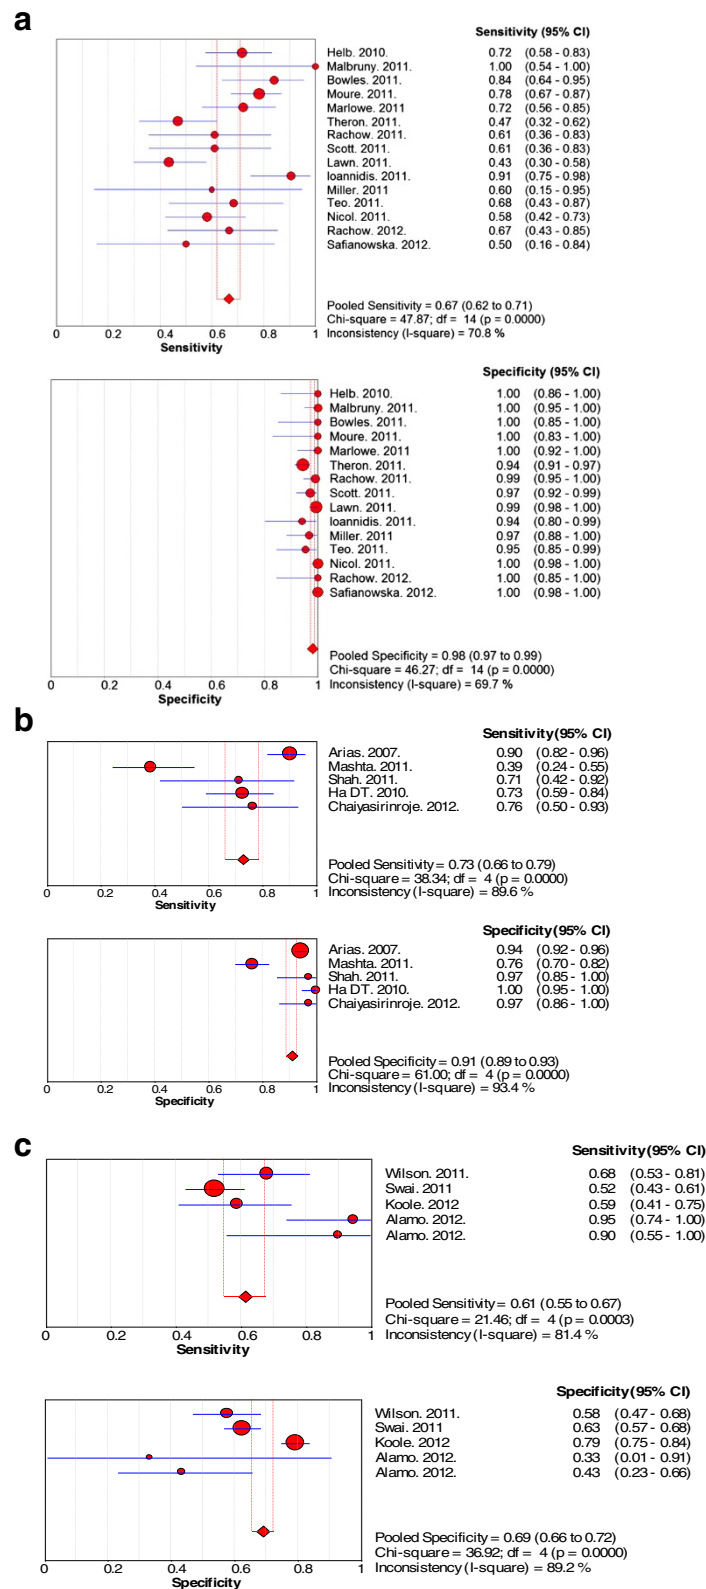 a
Sensitivity (95% CI)
Helb. 2010. 0.72 (0.58 - 0.83)
Malbruny. 2011. 1.00 (0.54 - 1.00)
Bowles. 2011. 0.84 (0.64 - 0.95)
Moure. 2011. 0.78 (0.67 - 0.87)
Marlowe. 2011 0.72 (0.56 - 0.85)
Theron. 2011. 0.47 (0.32 - 0.62)
Rachow. 2011. 0.61 (0.36 - 0.83)
Scott. 2011. 0.61 (0.36 - 0.83)
Lawn. 2011. 0.43 (0.30 - 0.58)
Ioannidis. 2011. 0.91 (0.75 - 0.98)
Miller. 2011 0.60 (0.15 - 0.95)
Teo. 2011. 0.68 (0.43 - 0.87)
Nicol. 2011. 0.58 (0.42 - 0.73)
Rachow. 2012. 0.67 (0.43 - 0.85)
Safianowska. 2012. 0.50 (0.16 - 0.84)
Pooled Sensitivity = 0.67 (0.62 to 0.71)
Chi-square = 47.87; df = 14 (p = 0.0000)
Inconsistency (I-square) = 70.8 %
0 0.2 0.4 0.6 0.8 1
Sensitivity
Specificity (95% CI)
Helb. 2010. 1.00 (0.86 - 1.00)
Malbruny. 2011. 1.00 (0.95 - 1.00)
Bowles. 2011. 1.00 (0.85 - 1.00)
Moure. 2011. 1.00 (0.83 - 1.00)
Marlowe. 2011 1.00 (0.92 - 1.00)
Theron. 2011. 0.94 (0.91 - 0.97)
Rachow. 2011. 0.99 (0.95 - 1.00)
Scott. 2011. 0.97 (0.92 - 0.99)
Lawn. 2011. 0.99 (0.98 - 1.00)
Ioannidis. 2011. 0.94 (0.80 - 0.99)
Miller. 2011 0.97 (0.88 - 1.00)
Teo. 2011. 0.95 (0.85 - 0.99)
Nicol. 2011. 1.00 (0.98 - 1.00)
Rachow. 2012. 1.00 (0.85 - 1.00)
Safianowska. 2012. 1.00 (0.98 - 1.00)
Pooled Specificity = 0.98 (0.97 to 0.99)
Chi-square = 46.27; df = 14 (p = 0.0000)
Inconsistency (I-square) = 69.7 %
0 0.2 0.4 0.6 0.8 1
Specificity
b
Sensitivity (95% CI)
Arias. 2007. 0.90 (0.82 - 0.96)
Mashta. 2011. 0.39 (0.24 - 0.55)
Shah. 2011. 0.71 (0.42 - 0.92)
Ha DT. 2010. 0.73 (0.59 - 0.84)
Chaiyasirinroje. 2012. 0.76 (0.50 - 0.93)
Pooled Sensitivity = 0.73 (0.66 to 0.79)
Chi-square = 38.34; df = 4 (p = 0.0000)
Inconsistency (I-square) = 89.6 %
0 0.2 0.4 0.6 0.8 1
Sensitivity
Specificity (95% CI)
Arias. 2007. 0.94 (0.92 - 0.96)
Mashta. 2011. 0.76 (0.70 - 0.82)
Shah. 2011. 0.97 (0.85 - 1.00)
Ha DT. 2010. 1.00 (0.95 - 1.00)
Chaiyasirinroje. 2012. 0.97 (0.86 - 1.00)
Pooled Specificity = 0.91 (0.89 to 0.93)
Chi-square = 61.00; df = 4 (p = 0.0000)
Inconsistency (I-square) = 93.4 %
0 0.2 0.4 0.6 0.8 1
Specificity
c
Sensitivity (95% CI)
Wilson. 2011. 0.68 (0.53 - 0.81)
Swai. 2011 0.52 (0.43 - 0.61)
Koole. 2012 0.59 (0.41 - 0.75)
Alamo. 2012. 0.95 (0.74 - 1.00)
Alamo. 2012. 0.90 (0.55 - 1.00)
Pooled Sensitivity = 0.61 (0.55 to 0.67)
Chi-square = 21.46; df = 4 (p = 0.0003)
Inconsistency (I-square) = 81.4 %
0 0.2 0.4 0.6 0.8 1
Sensitivity
Specificity (95% CI)
Wilson. 2011. 0.58 (0.47 - 0.68)
Swai. 2011 0.63 (0.57 - 0.68)
Koole. 2012 0.79 (0.75 - 0.84)
Alamo. 2012. 0.33 (0.01 - 0.91)
Alamo. 2012. 0.43 (0.23 - 0.66)
Pooled Specificity = 0.69 (0.66 to 0.72)
Chi-square = 36.92; df = 4 (p = 0.0000)
Inconsistency (I-square) = 89.2 %
0 0.2 0.4 0.6 0.8 1
Specificity